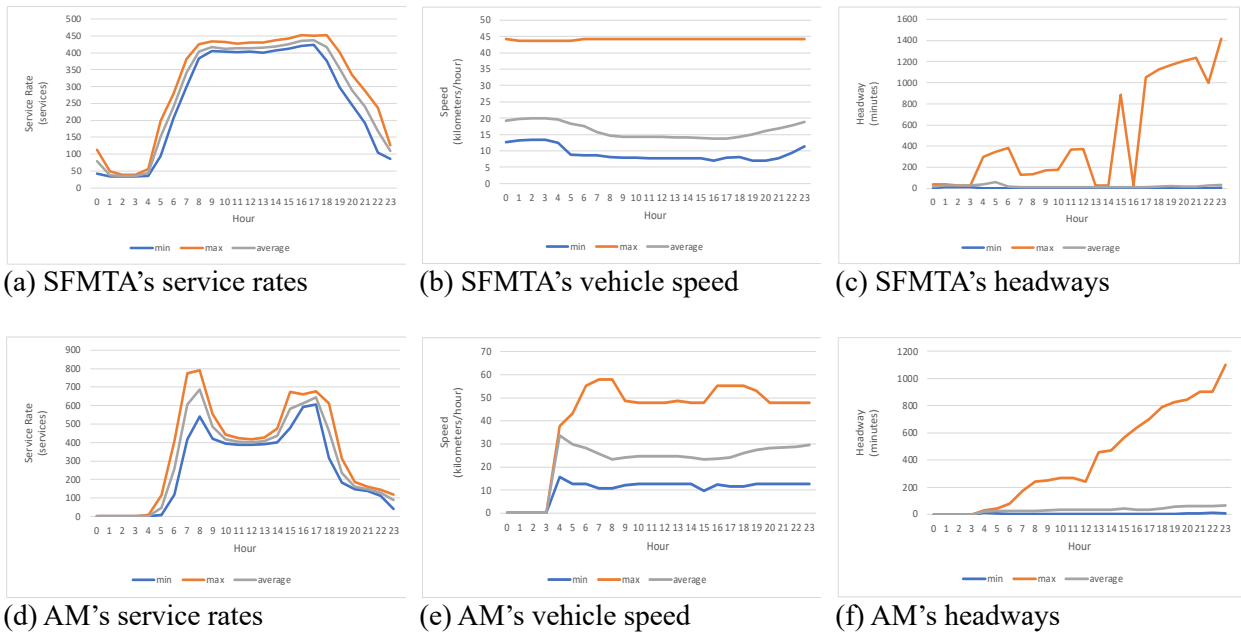 500
450
400
350
300
250
200
150
100
50
0
Service Rate
(services)
0 1 2 3 4 5 6 7 8 9 10 11 12 13 14 15 16 17 18 19 20 21 22 23
Hour
min max average
(a) SFMTA’s service rates
50
45
40
35
30
25
20
15
10
5
0
Speed
(kilometers/hour)
0 1 2 3 4 5 6 7 8 9 10 11 12 13 14 15 16 17 18 19 20 21 22 23
Hour
min max average
(b) SFMTA’s vehicle speed
1600
1400
1200
1000
800
600
400
200
0
Headway
(minutes)
0 1 2 3 4 5 6 7 8 9 10 11 12 13 14 15 16 17 18 19 20 21 22 23
Hour
min max average
(c) SFMTA’s headways
900
800
700
600
500
400
300
200
100
0
Service Rate
(services)
0 1 2 3 4 5 6 7 8 9 10 11 12 13 14 15 16 17 18 19 20 21 22 23
Hour
min max average
(d) AM’s service rates
70
60
50
40
30
20
10
0
Speed
(kilometers/hour)
0 1 2 3 4 5 6 7 8 9 10 11 12 13 14 15 16 17 18 19 20 21 22 23
Hour
min max average
(e) AM’s vehicle speed
1200
1000
800
600
400
200
0
Headway
(minutes)
0 1 2 3 4 5 6 7 8 9 10 11 12 13 14 15 16 17 18 19 20 21 22 23
Hour
min max average
(f) AM’s headways